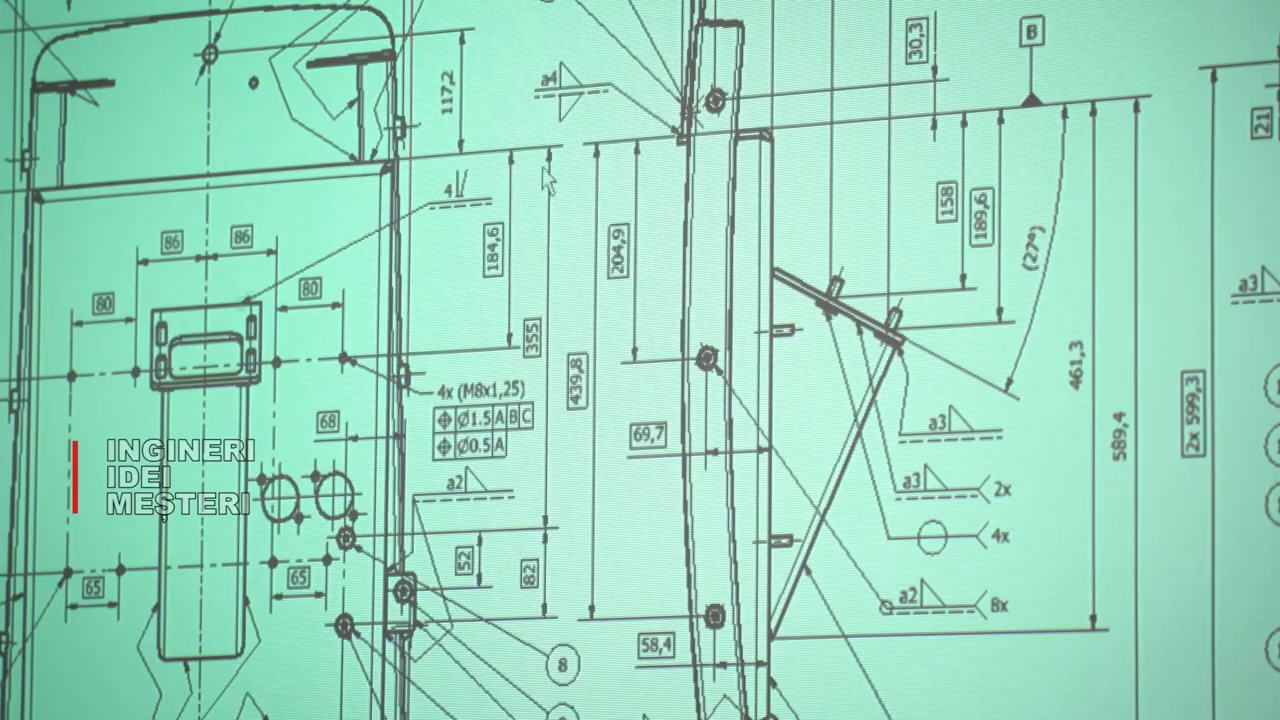 30,3
B
a4
117,2
21
4
158
189,6
86
86
184,6
204,9
(27°)
80
80
a3
355
439,8
461,3
4x (M8x1,25)
2x 599,3
⌖ Ø1.5 A B C
68
589,4
69,7
a3
⌖ Ø0.5 A
INGINERI
IDEI
MEȘTERI
a2
a3
2x
4x
52
82
65
65
a2
8x
58,4
8